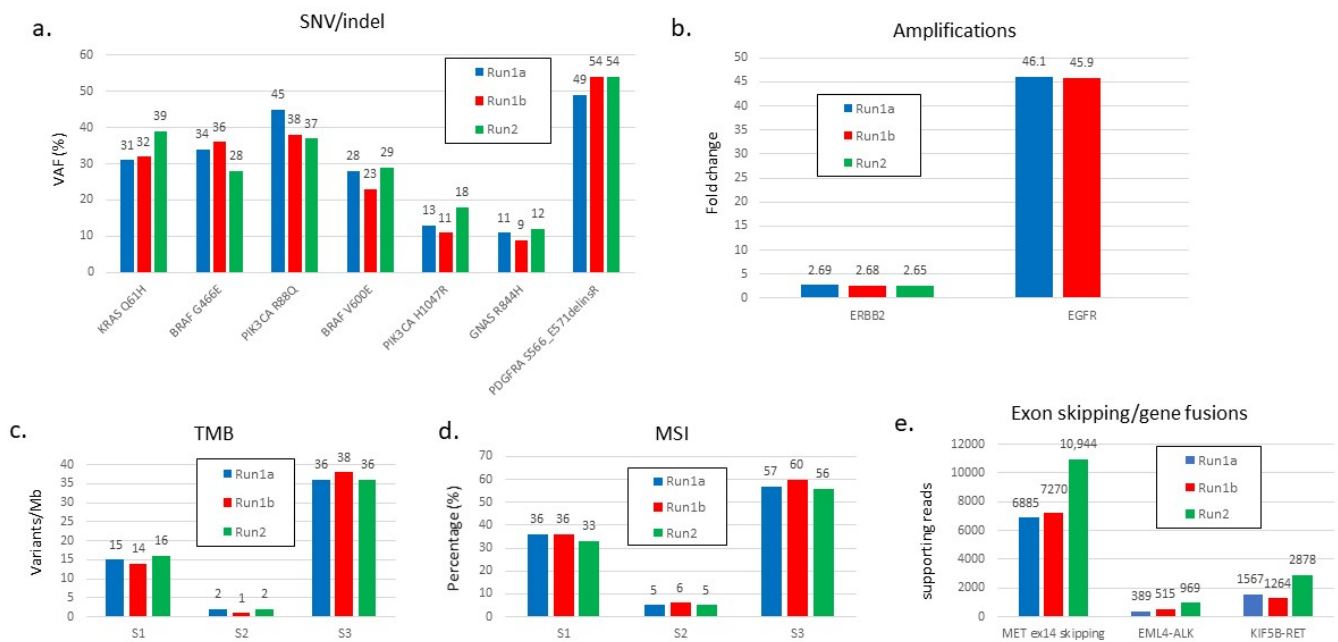 a.
SNV/indel
VAF (%)
60
50
40
30
20
10
0
Run1a
Run1b
Run2
31 32 39
34 36 28
45 38 37
28 23 29
13 11 18
11 9 12
49 54 54
KRAS Q61H
BRAF G466E
PIK3CA R88Q
BRAF V600E
PIK3CA H1047R
GNAS R844H
PDGFRA S566_E571delinsR
b.
Amplifications
Fold change
50
45
40
35
30
25
20
15
10
5
0
Run1a
Run1b
Run2
2.69 2.68 2.65
46.1 45.9
ERBB2 EGFR
c.
TMB
Variants/Mb
40
35
30
25
20
15
10
5
0
Run1a
Run1b
Run2
15 14 16
2 1 2
36 38 36
S1 S2 S3
d.
MSI
Percentage (%)
70
60
50
40
30
20
10
0
Run1a
Run1b
Run2
36 36 33
5 6 5
57 60 56
S1 S2 S3
e.
Exon skipping/gene fusions
supporting reads
12000
10000
8000
6000
4000
2000
0
Run1a
Run1b
Run2
6885 7270 10,944
389 515 969
1567 1264 2878
MET ex14 skipping EML4-ALK KIF5B-RET